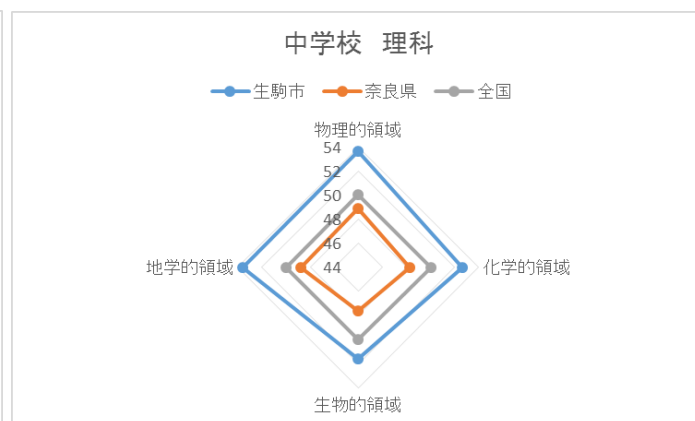 中学校 理科
生駒市 奈良県 全国
物理的領域
54
52
50
48
46
地学的領域 44 化学的領域
生物的領域